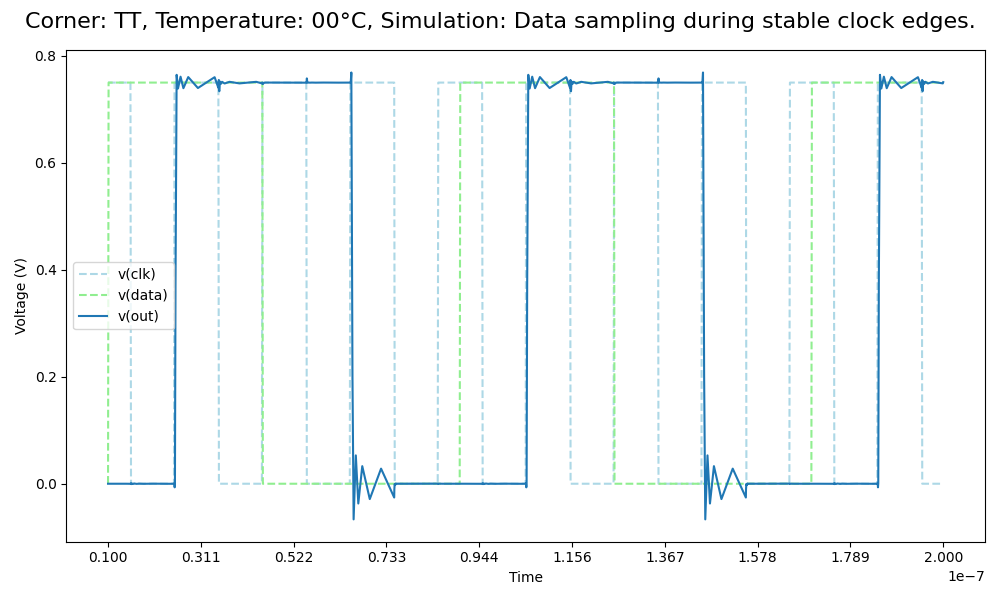 Corner: TT, Temperature: 00°C, Simulation: Data sampling during stable clock edges.
0.8
0.6
0.4
0.2
0.0
Voltage (V)
v(clk)
v(data)
v(out)
0.100 0.311 0.522 0.733 0.944 1.156 1.367 1.578 1.789 2.000
Time
1e−7